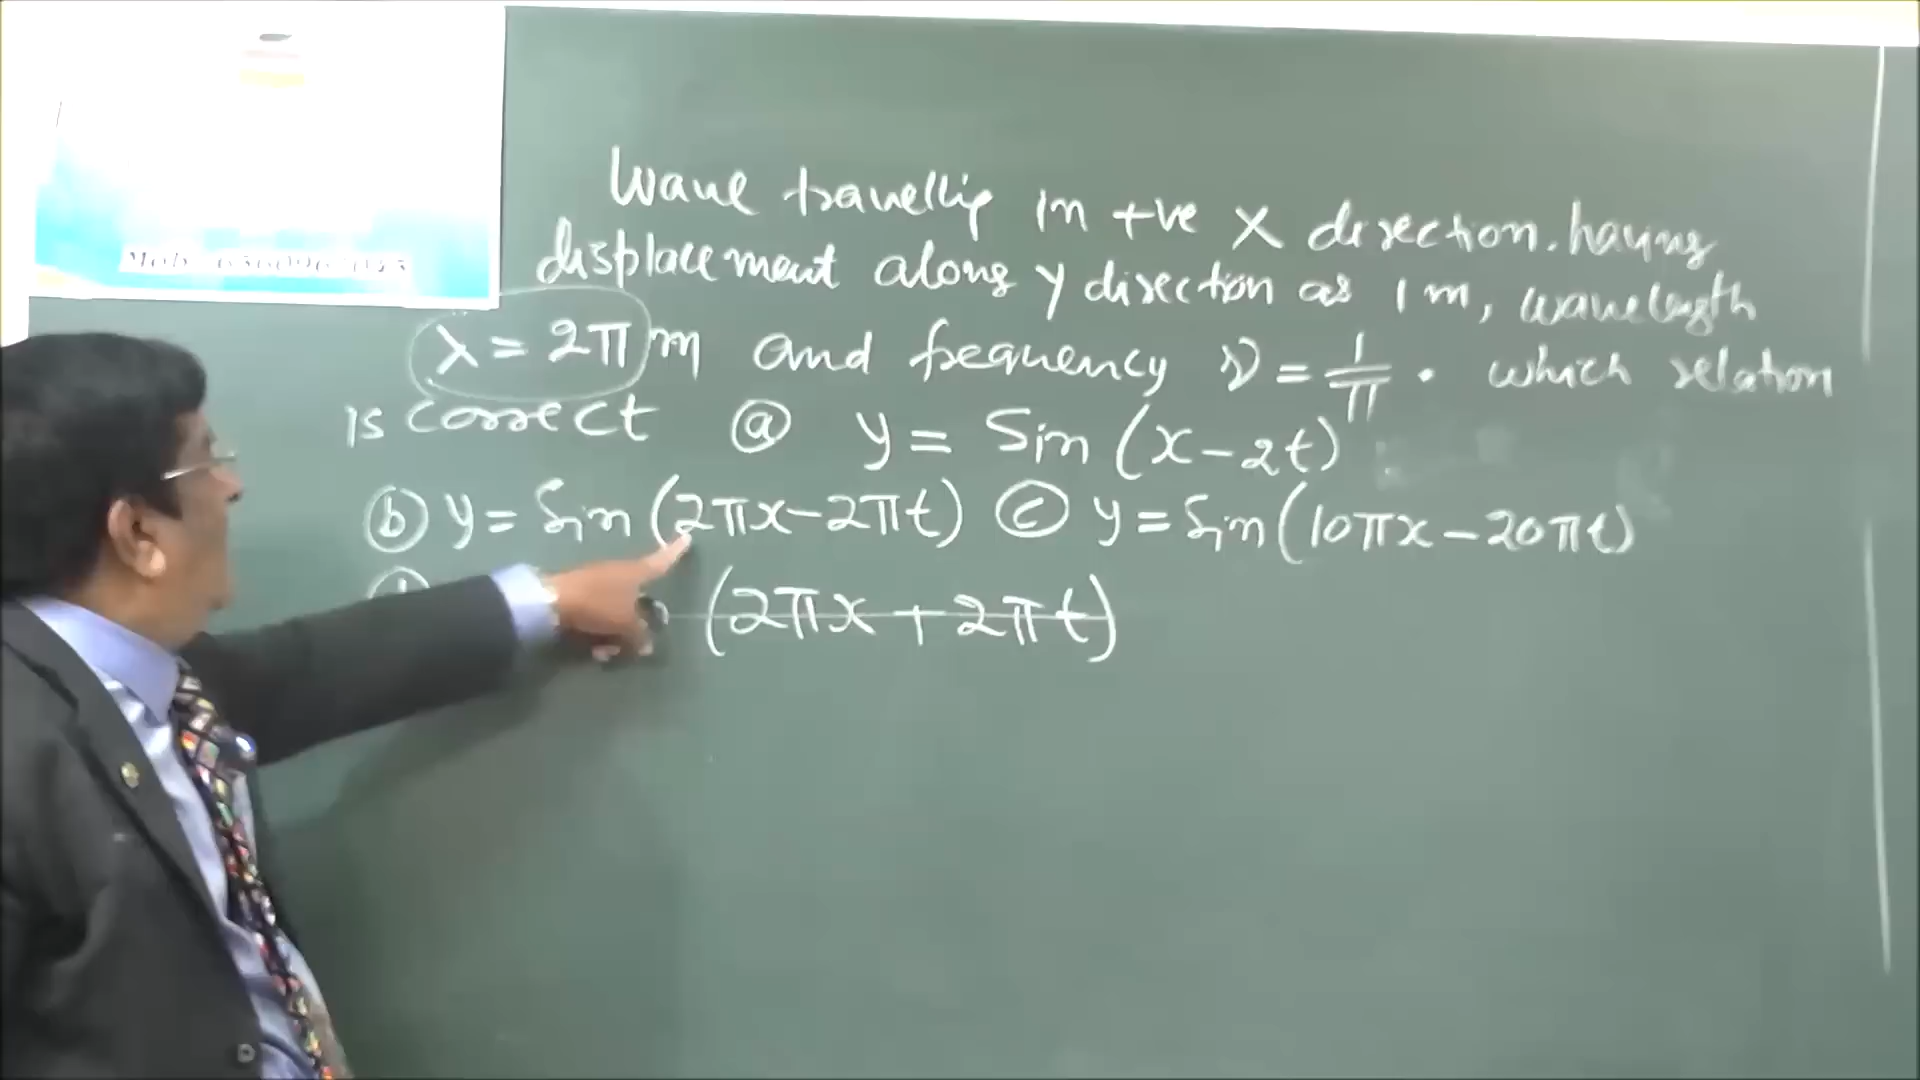 Wave travelling in +ve X direction. having
displacement along y direction as 1 m, wavelength
λ = 2π m and frequency ν = 1/π . which relation
is correct ⓐ y = Sin (x-2t)
ⓑ y = Sin (2πx-2πt) ⓒ y = Sin (10πx-20πt)
(2πx+2πt)